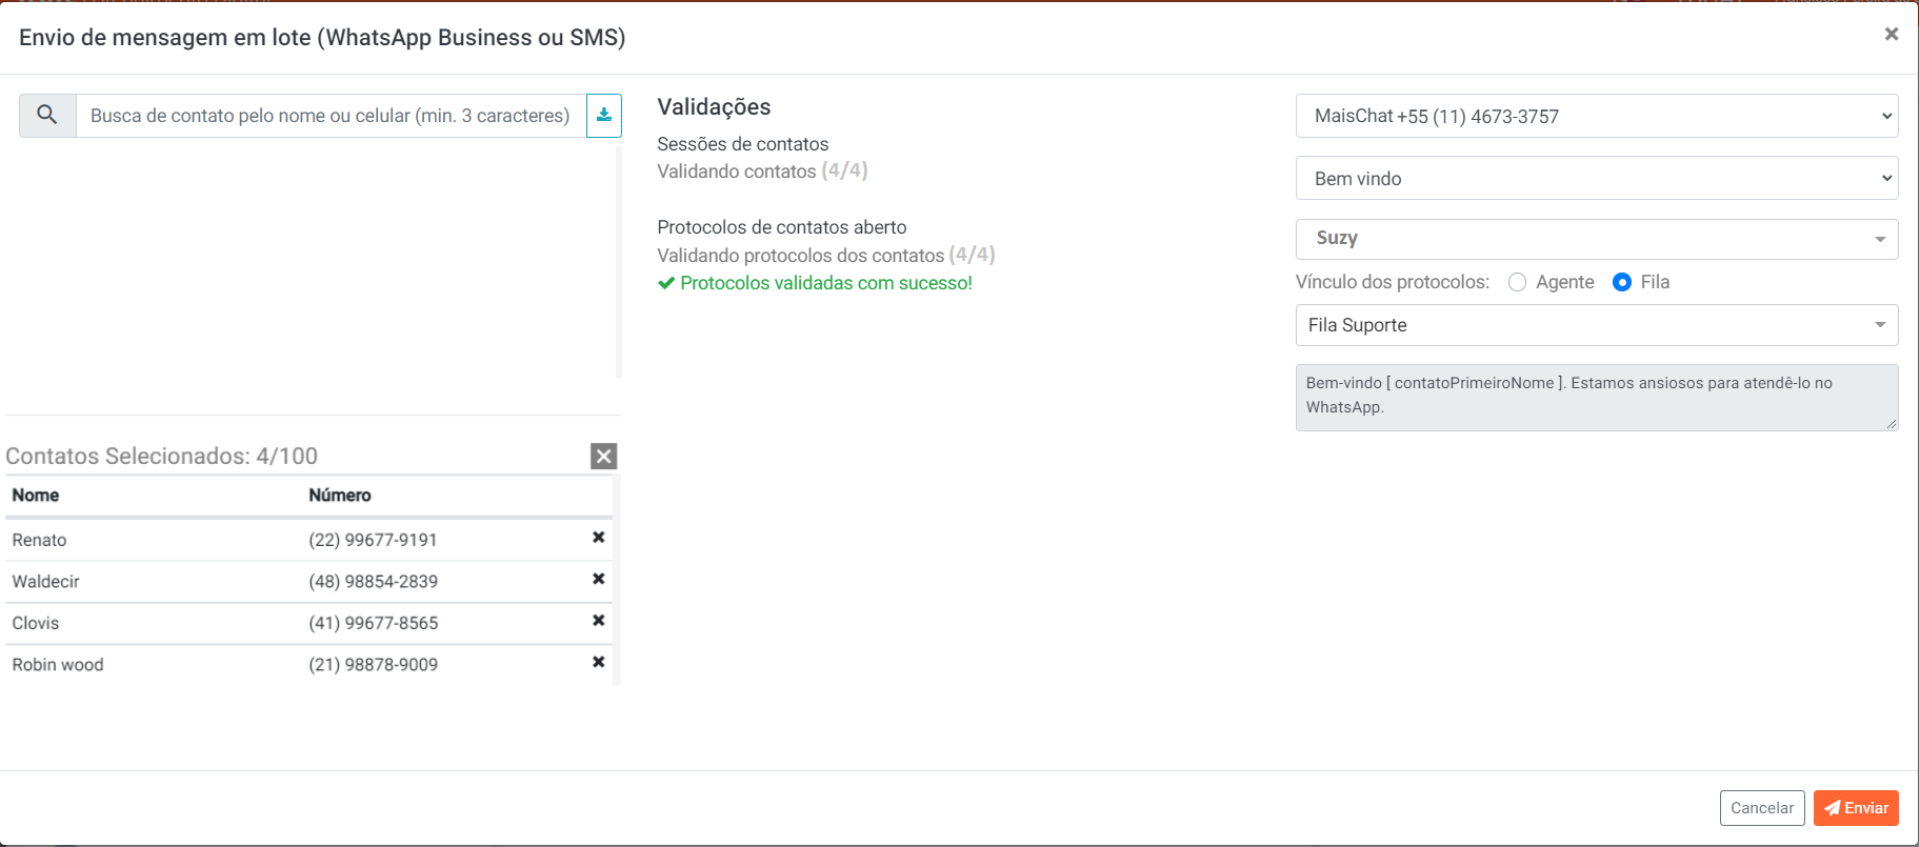 Envio de mensagem em lote (WhatsApp Business ou SMS)
Busca de contato pelo nome ou celular (min. 3 caracteres)
Contatos Selecionados: 4/100
Nome Número
Renato (22) 99677-9191
Waldecir (48) 98854-2839
Clovis (41) 99677-8565
Robin wood (21) 98878-9009
Validações
Sessões de contatos
Validando contatos (4/4)
Protocolos de contatos aberto
Validando protocolos dos contatos (4/4)
Protocolos validadas com sucesso!
MaisChat +55 (11) 4673-3757
Bem vindo
Suzy
Vínculo dos protocolos: Agente Fila
Fila Suporte
Bem-vindo [ contatoPrimeiroNome ]. Estamos ansiosos para atendê-lo no
WhatsApp.
Cancelar Enviar